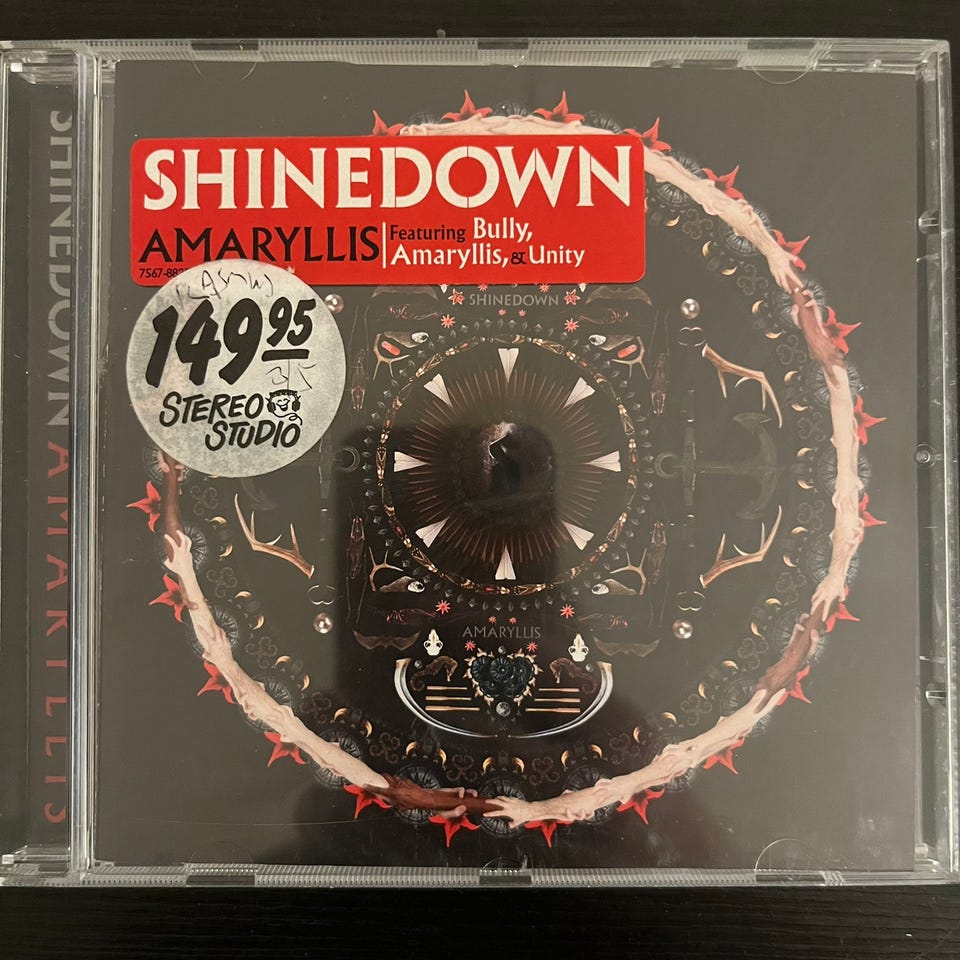 SHINEDOWN AMARYLLIS
SHINEDOWN
AMARYLLIS
Featuring Bully,
Amaryllis, & Unity
149 95
STEREO
STUDIO
SHINEDOWN
AMARYLLIS